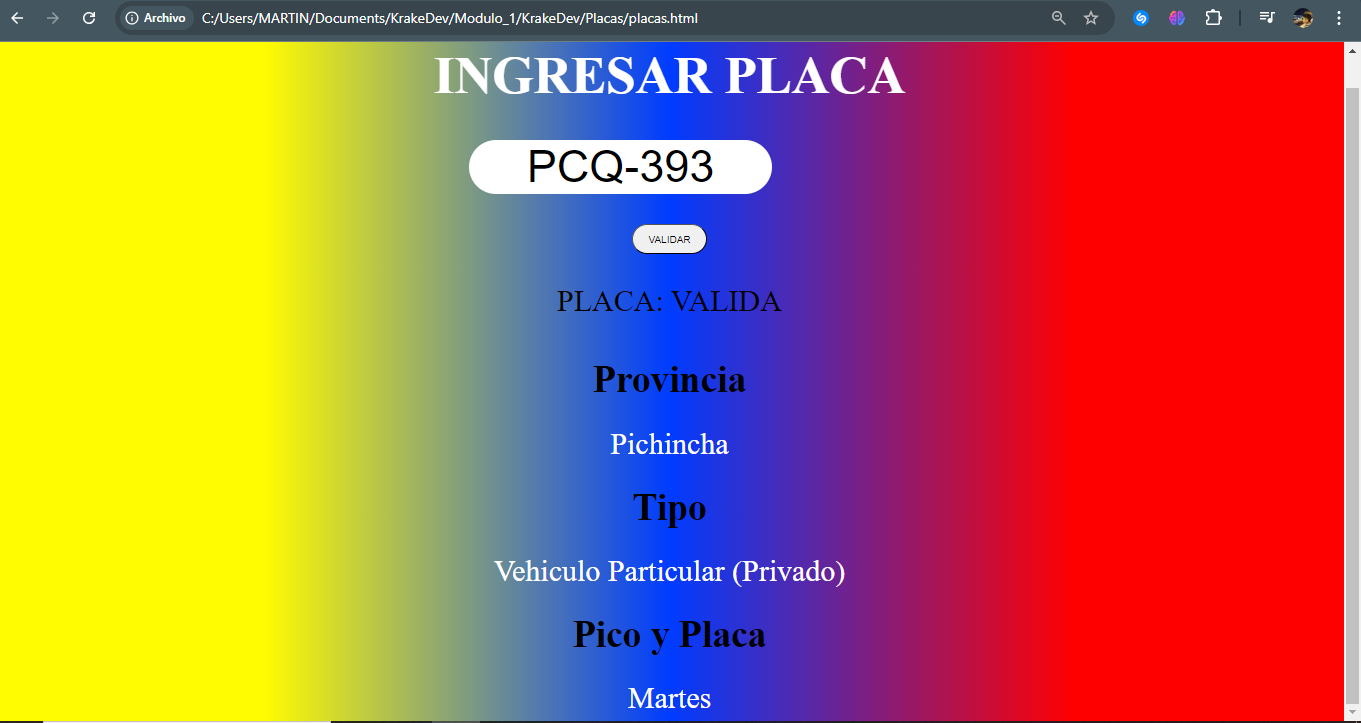 Archivo C:/Users/MARTIN/Documents/KrakeDev/Modulo_1/KrakeDev/Placas/placas.html
INGRESAR PLACA
PCQ-393
VALIDAR
PLACA: VALIDA
Provincia
Pichincha
Tipo
Vehiculo Particular (Privado)
Pico y Placa
Martes